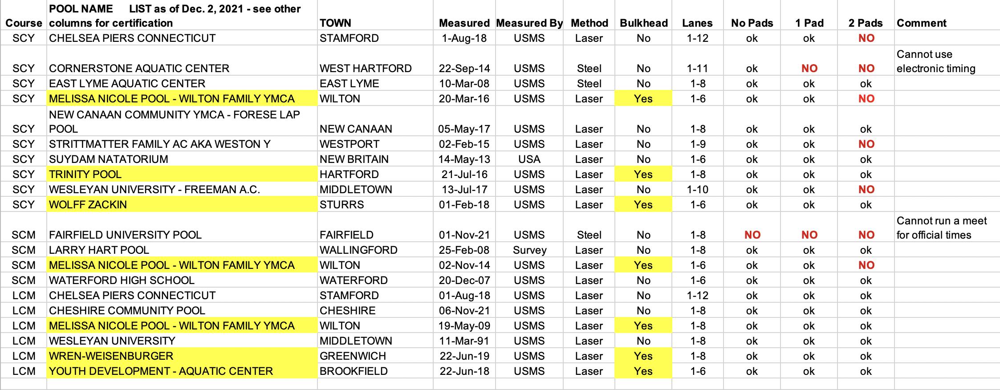 POOL NAME LIST as of Dec. 2, 2021 - see other
Course columns for certification TOWN Measured Measured By Method Bulkhead Lanes No Pads 1 Pad 2 Pads Comment
SCY CHELSEA PIERS CONNECTICUT STAMFORD 1-Aug-18 USMS Laser No 1-12 ok ok NO
Cannot use
SCY CORNERSTONE AQUATIC CENTER WEST HARTFORD 22-Sep-14 USMS Steel No 1-11 ok NO NO electronic timing
SCY EAST LYME AQUATIC CENTER EAST LYME 10-Mar-08 USMS Steel No 1-8 ok ok ok
SCY MELISSA NICOLE POOL - WILTON FAMILY YMCA WILTON 20-Mar-16 USMS Laser Yes 1-6 ok ok NO
NEW CANAAN COMMUNITY YMCA - FORESE LAP
SCY POOL NEW CANAAN 05-May-17 USMS Laser No 1-8 ok ok ok
SCY STRITTMATTER FAMILY AC AKA WESTON Y WESTPORT 02-Feb-15 USMS Laser No 1-9 ok ok NO
SCY SUYDAM NATATORIUM NEW BRITAIN 14-May-13 USA Laser No 1-6 ok ok ok
SCY TRINITY POOL HARTFORD 21-Jul-16 USMS Laser Yes 1-8 ok ok ok
SCY WESLEYAN UNIVERSITY - FREEMAN A.C. MIDDLETOWN 13-Jul-17 USMS Laser No 1-10 ok ok NO
SCY WOLFF ZACKIN STURRS 01-Feb-18 USMS Laser Yes 1-6 ok ok ok
Cannot run a meet
SCM FAIRFIELD UNIVERSITY POOL FAIRFIELD 01-Nov-21 USMS Steel No 1-8 NO NO NO for official times
SCM LARRY HART POOL WALLINGFORD 25-Feb-08 Survey Laser No 1-8 ok ok ok
SCM MELISSA NICOLE POOL - WILTON FAMILY YMCA WILTON 02-Nov-14 USMS Laser Yes 1-6 ok ok NO
SCM WATERFORD HIGH SCHOOL WATERFORD 20-Dec-07 USMS Laser No 1-6 ok ok ok
LCM CHELSEA PIERS CONNECTICUT STAMFORD 01-Aug-18 USMS Laser No 1-12 ok ok ok
LCM CHESHIRE COMMUNITY POOL CHESHIRE 06-Nov-21 USMS Laser No 1-8 ok ok ok
LCM MELISSA NICOLE POOL - WILTON FAMILY YMCA WILTON 19-May-09 USMS Laser Yes 1-8 ok ok ok
LCM WESLEYAN UNIVERSITY MIDDLETOWN 11-Mar-91 USMS Laser No 1-8 ok ok ok
LCM WREN-WEISENBURGER GREENWICH 22-Jun-19 USMS Laser Yes 1-8 ok ok ok
LCM YOUTH DEVELOPMENT - AQUATIC CENTER BROOKFIELD 22-Jun-18 USMS Laser Yes 1-6 ok ok ok